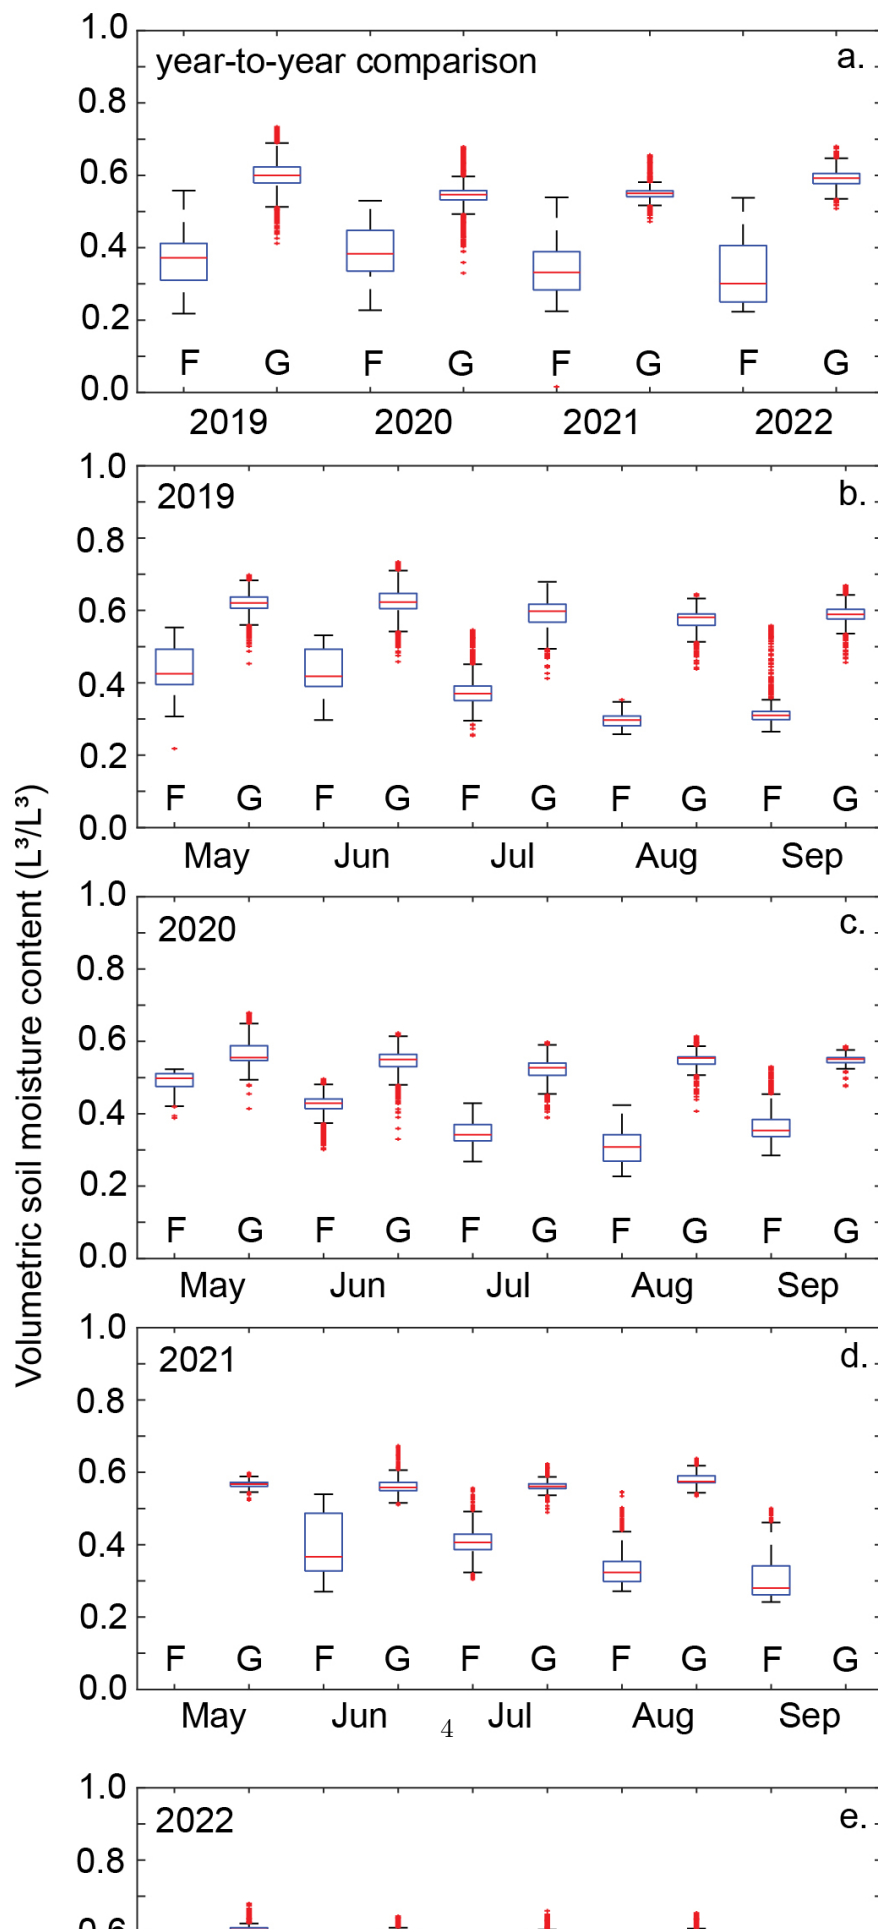 Volumetric soil moisture content (L³/L³)
1.0
year-to-year comparison a.
0.8
0.6
0.4
0.2
F G F G F G F G
0.0
2019 2020 2021 2022
1.0
2019 b.
0.8
0.6
0.4
0.2
F G F G F G F G F G
0.0
May Jun Jul Aug Sep
1.0
2020 c.
0.8
0.6
0.4
0.2
F G F G F G F G F G
0.0
May Jun Jul Aug Sep
1.0
2021 d.
0.8
0.6
0.4
0.2
F G F G F G F G F G
0.0
May Jun Jul Aug Sep
4
1.0
2022 e.
0.8